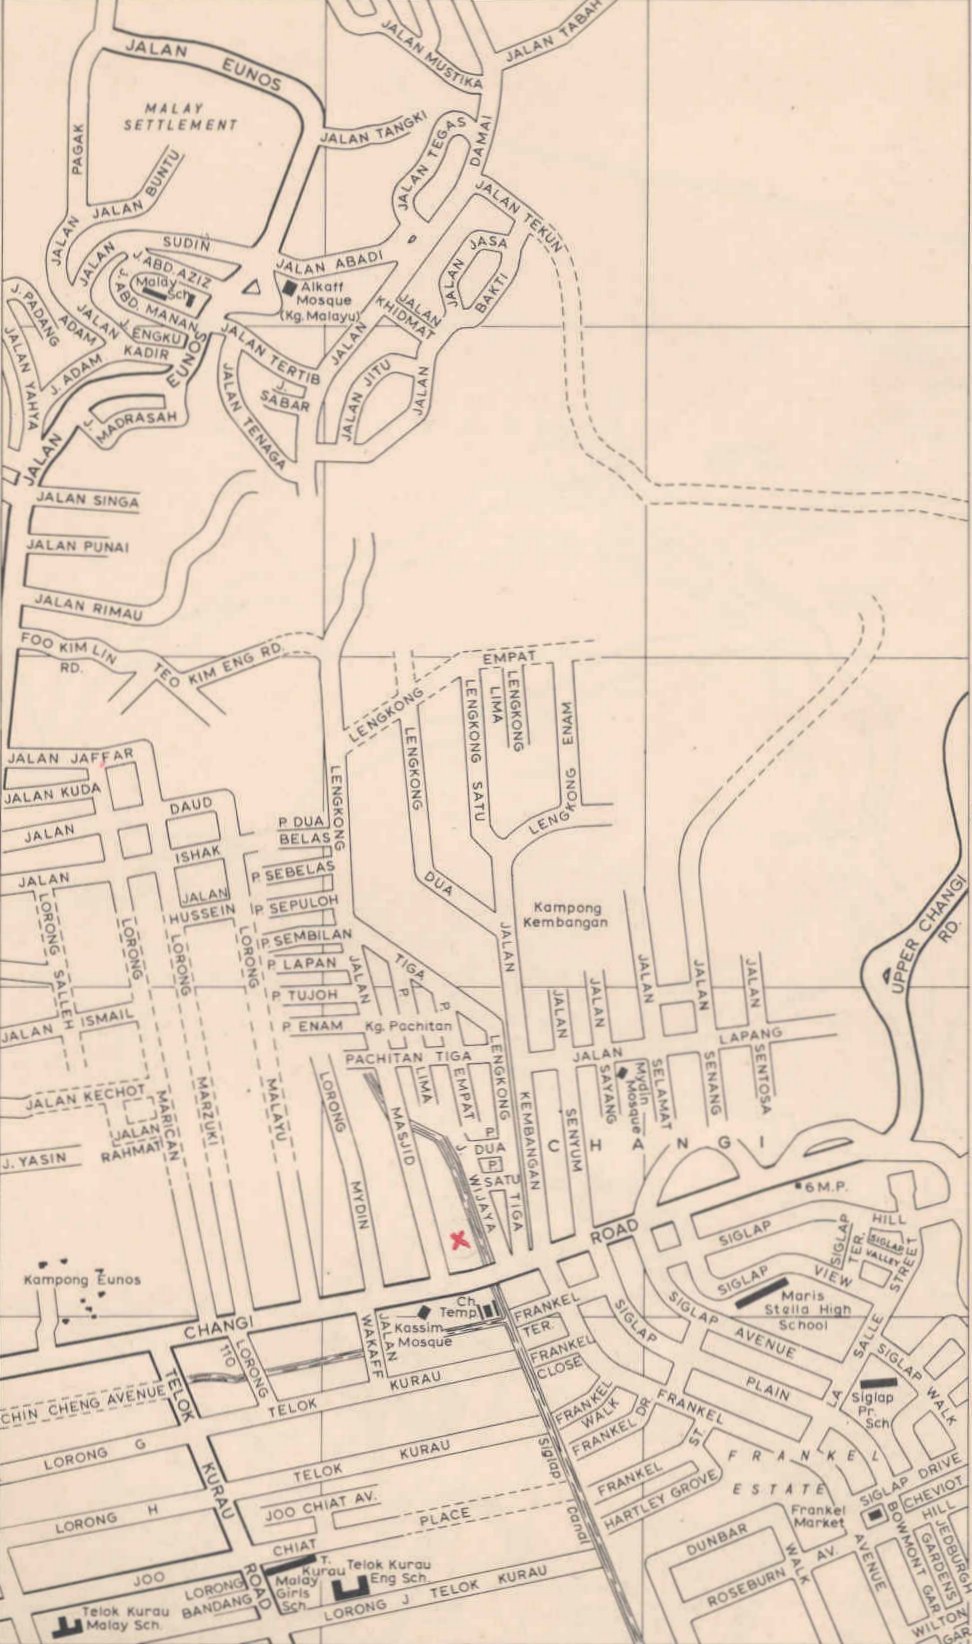 JALAN MUSTIKA
JALAN TABAH
JALAN EUNOS
MALAY
SETTLEMENT
JALAN TANGKI
JALAN TEGAS
DAMAI
PAGAK
JALAN BUNTU
JALAN TEKUN
JALAN
SUDIN
JALAN
J. ABD. AZIZ
JALAN ABADI
JASA
JALAN
BAKTI
Malay
Sch
Alkaff
Mosque
(Kg. Malayu)
J. ABD. MANAN
J. PADANG
ADAM
JALAN
J. ENGKU
KADIR
JALAN
KHIDMAT
JALAN TERTIB
JALAN
JALAN YAHYA
J. ADAM
EUNOS
J.
SABAR
JALAN JITU
JALAN
J.
MADRASAH
JALAN TENAGA
JALAN
JALAN SINGA
JALAN PUNAI
JALAN RIMAU
FOO KIM LIN
RD.
TEO KIM ENG RD.
EMPAT
LENGKONG
LENGKONG
LIMA
LENGKONG SATU
LENGKONG
ENAM
LENGKONG
LENGKONG
JALAN JAFFAR
JALAN KUDA
DAUD
JALAN
ISHAK
JALAN
P. DUA
BELAS
P. SEBELAS
P. SEPULOH
P. SEMBILAN
P. LAPAN
P. TUJOH
P. ENAM
JALAN
HUSSEIN
DUA
Kampong
Kembangan
UPPER CHANGI
RD.
LORONG SALLEH
LORONG
LORONG
LORONG
JALAN
TIGA
P.
P.
JALAN
JALAN
JALAN
JALAN
JALAN
JALAN
JALAN ISMAIL
Kg. Pachitan
PACHITAN TIGA
LIMA
EMPAT
LENGKONG
JALAN
LAPANG
Mydin
Mosque
SAYANG
SELAMAT
SENANG
SENTOSA
JALAN KECHOT
JALAN
RAHMAT
MARICAN
MARZUKI
MALAYU
LORONG
MYDIN
MASJID
P.
J. DUA
P.
SATU
WIJAYA
TIGA
KEMBANGAN
SENYUM
C H A N G I
J. YASIN
6 M.P.
ROAD
SIGLAP
HILL
SIGLAP
TER.
SIGLAP
VALLEY
STREET
Kampong Eunos
SIGLAP
VIEW
Maris
Stella High
School
CHANGI
Ch.
Temp.
Kassim
Mosque
JALAN
WAKAFF
FRANKEL
TER.
FRANKEL
CLOSE
SIGLAP
SIGLAP AVENUE
LA SALLE
SIGLAP WALK
LORONG
110
CHIN CHENG AVENUE
TELOK KURAU
TELOK KURAU
FRANKEL
WALK
FRANKEL DR.
FRANKEL
ST.
PLAIN
Siglap
Pr.
Sch
LORONG G
TELOK KURAU
Siglap Canal
FRANKEL
HARTLEY GROVE
F R A N K E L
ESTATE
SIGLAP DRIVE
CHEVIOT
HILL
LORONG H
JOO CHIAT AV.
PLACE
Frankel
Market
BOWMONT GAR
JEDBURGH
GARDENS
JOO CHIAT
ROAD
T.
Kurau
Malay
Girls
Sch.
Telok Kurau
Eng Sch.
DUNBAR
WALK
AV.
AVENUE
ROSEBURN
LORONG
BANDANG
LORONG J TELOK KURAU
Telok Kurau
Malay Sch.
WILTON
GAR